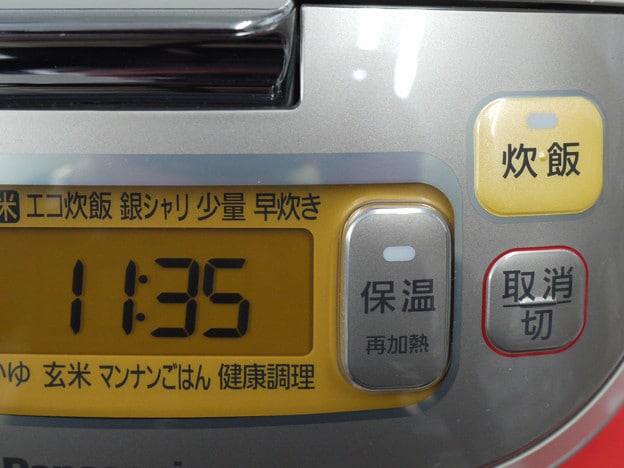 米 エコ炊飯 銀シャリ 少量 早炊き
11:35
かゆ 玄米 マンナンごはん 健康調理
保温
再加熱
炊飯
取消
切
Panasonic